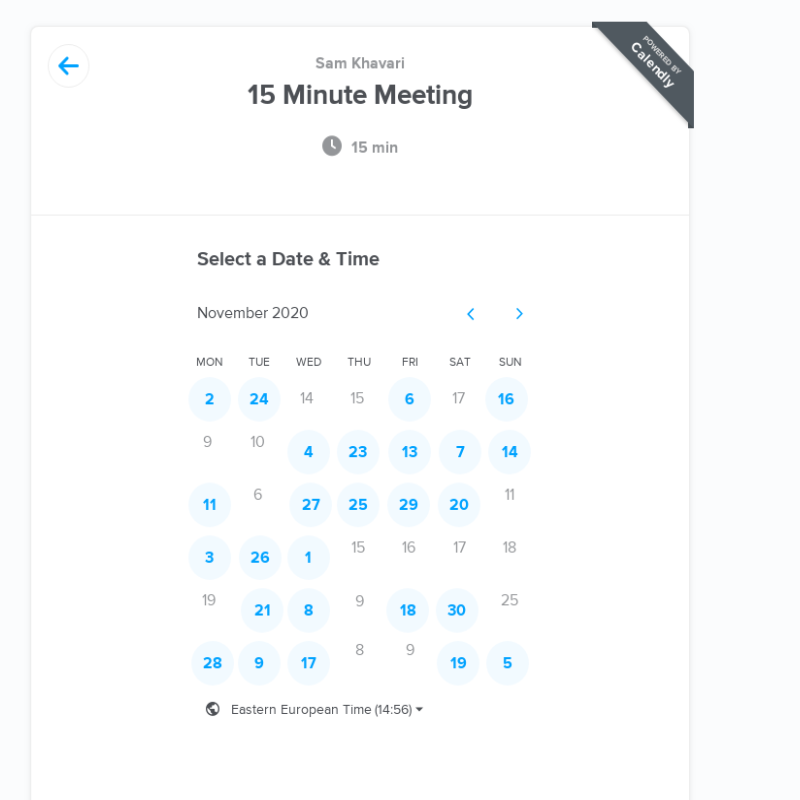 POWERED BY
Calendly
Sam Khavari
15 Minute Meeting
15 min
Select a Date & Time
November 2020
MON TUE WED THU FRI SAT SUN
2 24 14 15 6 17 16
9 10 4 23 13 7 14
11 6 27 25 29 20 11
3 26 1 15 16 17 18
19 21 8 9 18 30 25
28 9 17 8 9 19 5
Eastern European Time (14:56)